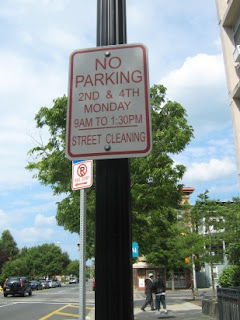 NO
PARKING
2ND & 4TH
MONDAY
9AM TO 1:30PM
STREET CLEANING